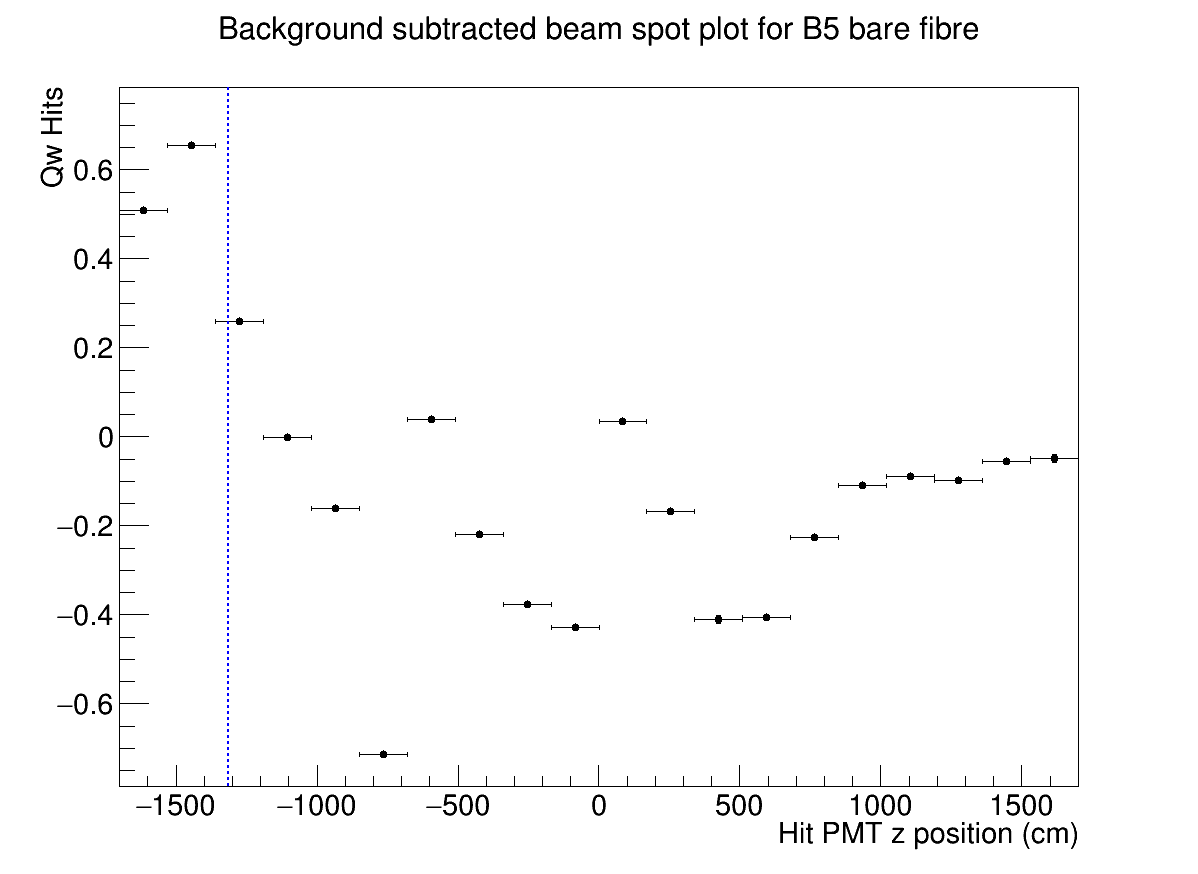 Background subtracted beam spot plot for B5 bare fibre
Qw Hits
0.6
0.4
0.2
0
−0.2
−0.4
−0.6
−1500 −1000 −500 0 500 1000 1500
Hit PMT z position (cm)